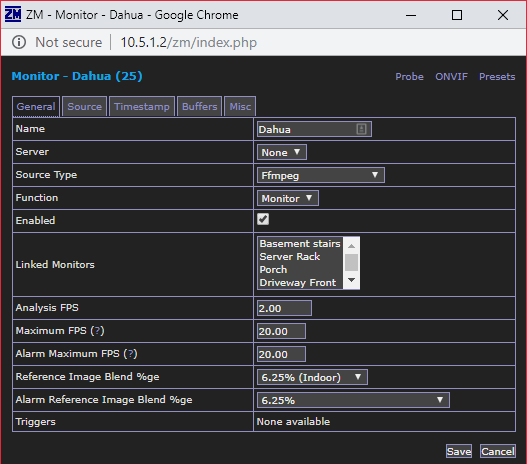 ZM ZM - Monitor - Dahua - Google Chrome
Not secure 10.5.1.2/zm/index.php
Monitor - Dahua (25) Probe ONVIF Presets
General Source Timestamp Buffers Misc
Name Dahua
Server None
Source Type Ffmpeg
Function Monitor
Enabled
Linked Monitors Basement stairs
Server Rack
Porch
Driveway Front
Analysis FPS 2.00
Maximum FPS (?) 20.00
Alarm Maximum FPS (?) 20.00
Reference Image Blend %ge 6.25% (Indoor)
Alarm Reference Image Blend %ge 6.25%
Triggers None available
Save Cancel